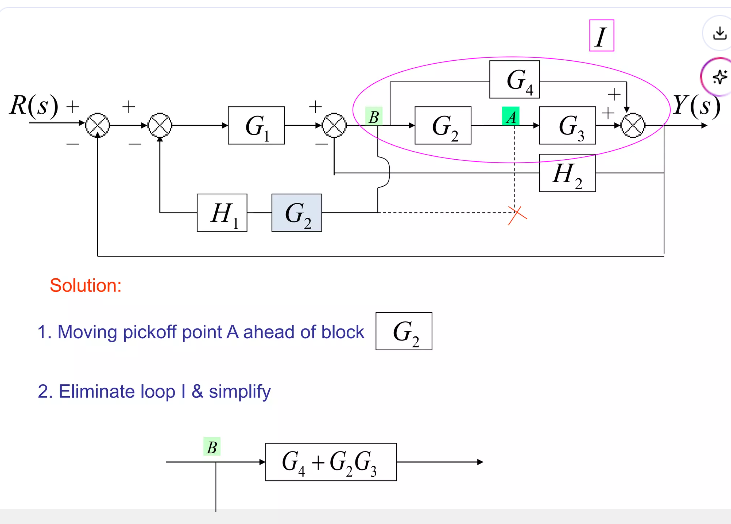 I
G₄
R(s) + + + B G₂ A G₃ + + Y(s)
G₁
− − −
H₂
H₁ G₂
Solution:
1. Moving pickoff point A ahead of block G₂
2. Eliminate loop I & simplify
B
G₄ + G₂G₃